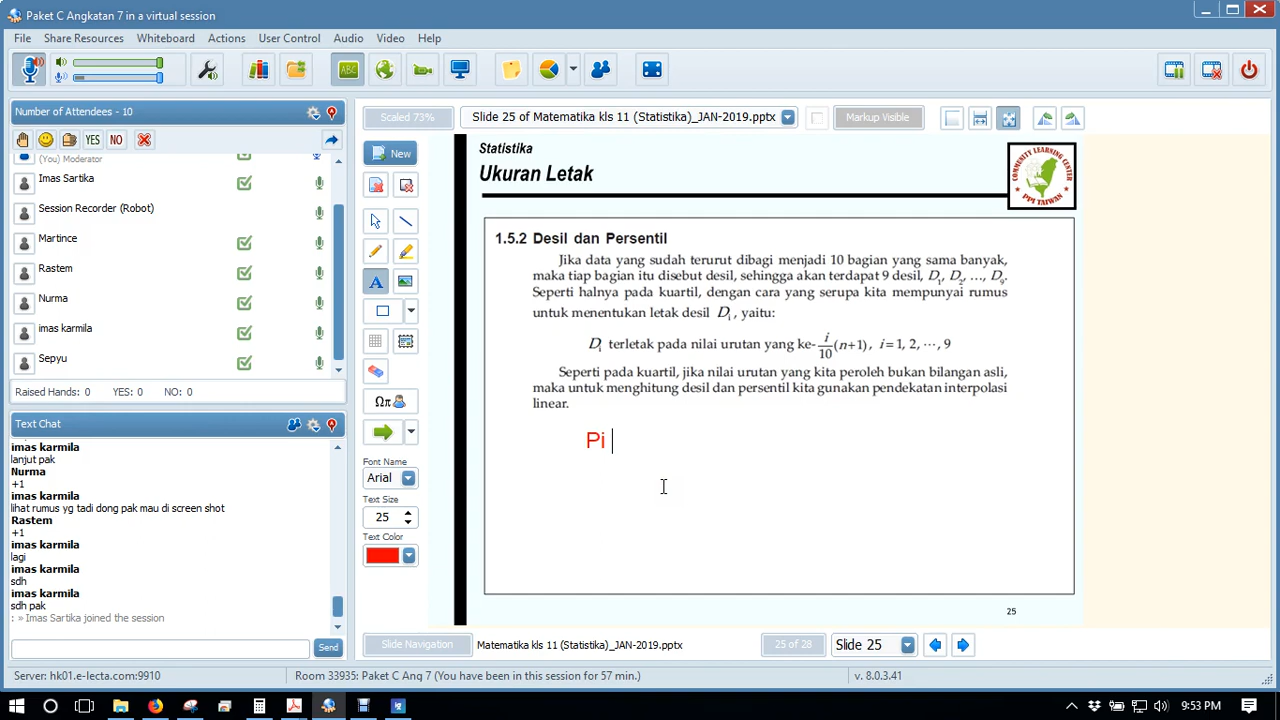 Paket C Angkatan 7 in a virtual session
File Share Resources Whiteboard Actions User Control Audio Video Help
Number of Attendees - 10
YES NO
(You) Moderator
Imas Sartika
Session Recorder (Robot)
Martince
Rastem
Nurma
imas karmila
Sepyu
Raised Hands: 0 YES: 0 NO: 0
Text Chat
imas karmila
lanjut pak
Nurma
+1
imas karmila
lihat rumus yg tadi dong pak mau di screen shot
Rastem
+1
imas karmila
lagi
imas karmila
sdh
imas karmila
sdh pak
: » Imas Sartika joined the session
Send
ABC
Scaled 73%
Slide 25 of Matematika kls 11 (Statistika)_JAN-2019.pptx
Markup Visible
New
A
Ωπ
Font Name
Arial
Text Size
25
Text Color
Statistika
Ukuran Letak
COMMUNITY LEARNING CENTER
PPI TAIWAN
1.5.2 Desil dan Persentil
Jika data yang sudah terurut dibagi menjadi 10 bagian yang sama banyak,
maka tiap bagian itu disebut desil, sehingga akan terdapat 9 desil, D1, D2, ..., D9.
Seperti halnya pada kuartil, dengan cara yang serupa kita mempunyai rumus
untuk menentukan letak desil Di, yaitu:
Di terletak pada nilai urutan yang ke- i/10 (n+1), i = 1, 2, ⋯, 9
Seperti pada kuartil, jika nilai urutan yang kita peroleh bukan bilangan asli,
maka untuk menghitung desil dan persentil kita gunakan pendekatan interpolasi
linear.
Pi
25
Slide Navigation
Matematika kls 11 (Statistika)_JAN-2019.pptx
25 of 28
Slide 25
Server: hk01.e-lecta.com:9910
Room 33935: Paket C Ang 7 (You have been in this session for 57 min.)
v. 8.0.3.41
9:53 PM